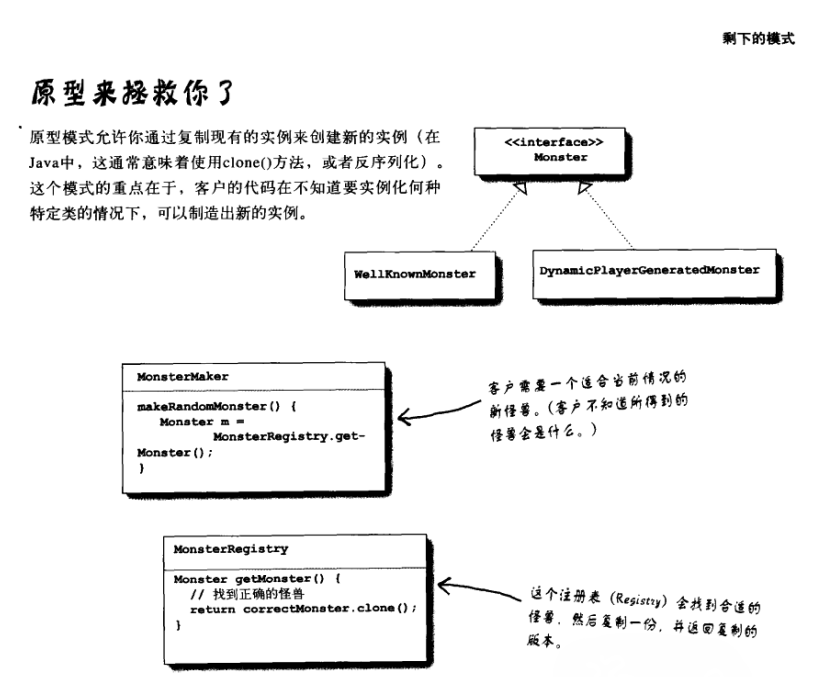 剩下的模式
原型来拯救你了
原型模式允许你通过复制现有的实例来创建新的实例（在
Java中，这通常意味着使用clone()方法，或者反序列化）。
这个模式的重点在于，客户的代码在不知道要实例化何种
特定类的情况下，可以制造出新的实例。
<<interface>>
Monster
WellKnownMonster
DynamicPlayerGeneratedMonster
MonsterMaker
makeRandomMonster() {
Monster m =
MonsterRegistry.get-
Monster();
}
客户需要一个适合当前情况的
新怪兽。（客户不知道所得到的
怪兽会是什么。）
MonsterRegistry
Monster getMonster() {
// 找到正确的怪兽
return correctMonster.clone();
}
这个注册表（Registry）会找到合适的
怪兽，然后复制一份，并返回复制的
版本。